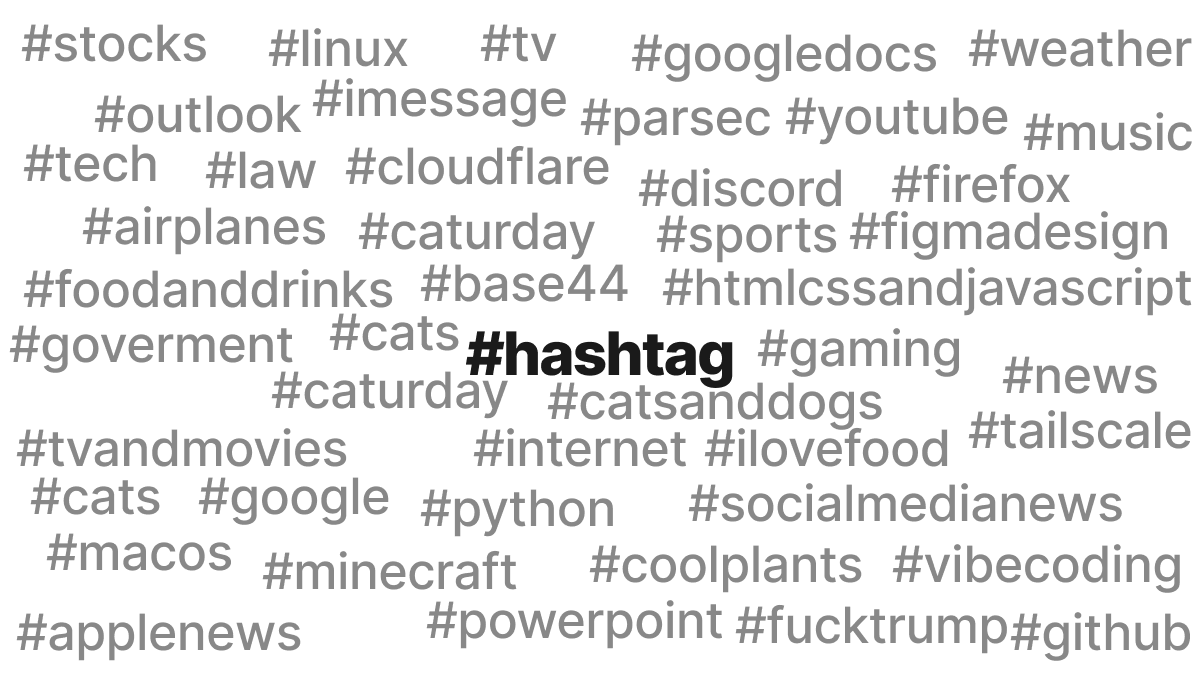 #stocks #linux #tv #googledocs #weather
#outlook #imessage #parsec #youtube #music
#tech #law #cloudflare #discord #firefox
#airplanes #caturday #sports #figmadesign
#foodanddrinks #base44 #htmlcssandjavascript
#goverment #cats #hashtag #gaming #news
#caturday #catsanddogs #tailscale
#tvandmovies #internet #ilovefood
#cats #google #python #socialmedianews
#macos #minecraft #coolplants #vibecoding
#applenews #powerpoint #fucktrump #github